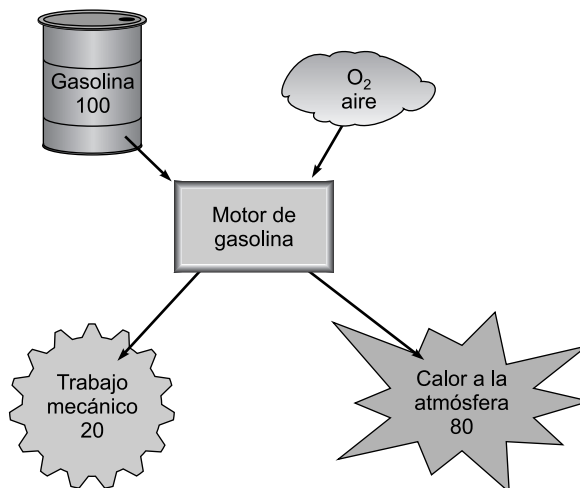 Gasolina
100
O₂
aire
Motor de
gasolina
Trabajo
mecánico
20
Calor a la
atmósfera
80